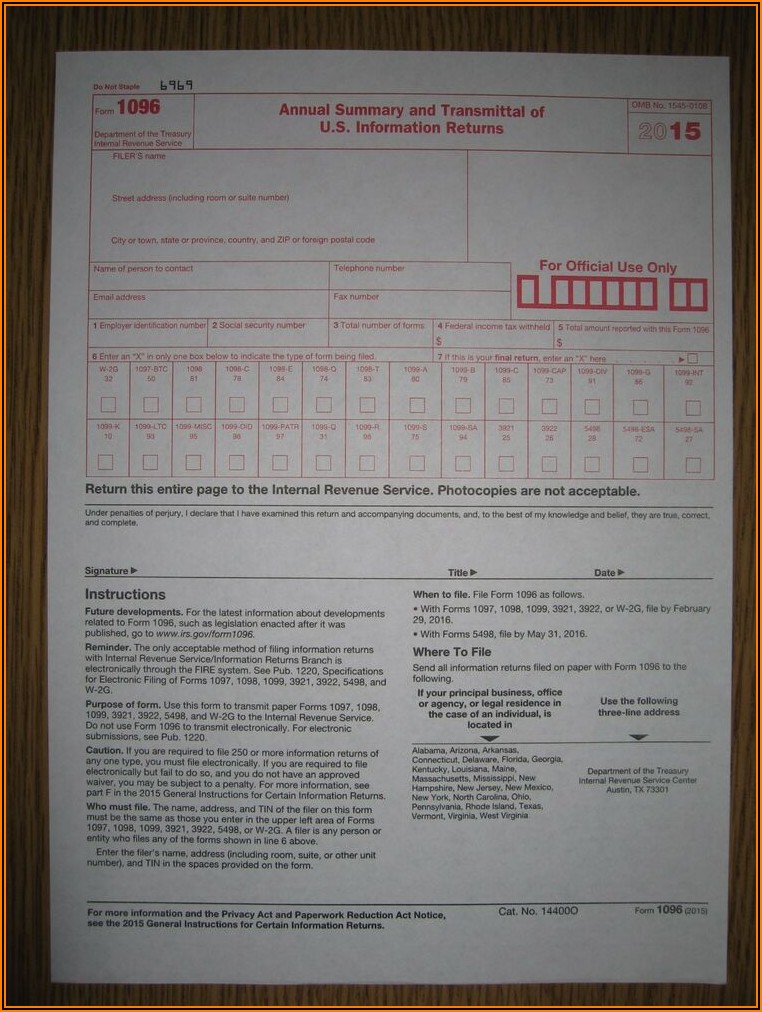 Do Not Staple 6969
Form 1096
Department of the Treasury
Internal Revenue Service
Annual Summary and Transmittal of
U.S. Information Returns
OMB No. 1545-0108
2015
FILER'S name
Street address (including room or suite number)
City or town, state or province, country, and ZIP or foreign postal code
Name of person to contact
Telephone number
Email address
Fax number
For Official Use Only
1 Employer identification number
2 Social security number
3 Total number of forms
4 Federal income tax withheld
$
5 Total amount reported with this Form 1096
$
6 Enter an "X" in only one box below to indicate the type of form being filed.
7 If this is your final return, enter an "X" here ▶
W-2G 1097-BTC 1098 1098-C 1098-E 1098-Q 1098-T 1099-A 1099-B 1099-C 1099-CAP 1099-DIV 1099-G 1099-INT
32 50 81 78 84 74 83 80 79 85 73 91 86 92
1099-K 1099-LTC 1099-MISC 1099-OID 1099-PATR 1099-Q 1099-R 1099-S 1099-SA 3921 3922 5498 5498-ESA 5498-SA
10 93 95 96 97 31 98 75 94 25 26 28 72 27
Return this entire page to the Internal Revenue Service. Photocopies are not acceptable.
Under penalties of perjury, I declare that I have examined this return and accompanying documents, and, to the best of my knowledge and belief, they are true, correct,
and complete.
Signature ▶ Title ▶ Date ▶
Instructions
Future developments. For the latest information about developments
related to Form 1096, such as legislation enacted after it was
published, go to www.irs.gov/form1096.
Reminder. The only acceptable method of filing information returns
with Internal Revenue Service/Information Returns Branch is
electronically through the FIRE system. See Pub. 1220, Specifications
for Electronic Filing of Forms 1097, 1098, 1099, 3921, 3922, 5498, and
W-2G.
Purpose of form. Use this form to transmit paper Forms 1097, 1098,
1099, 3921, 3922, 5498, and W-2G to the Internal Revenue Service.
Do not use Form 1096 to transmit electronically. For electronic
submissions, see Pub. 1220.
Caution. If you are required to file 250 or more information returns of
any one type, you must file electronically. If you are required to file
electronically but fail to do so, and you do not have an approved
waiver, you may be subject to a penalty. For more information, see
part F in the 2015 General Instructions for Certain Information Returns.
Who must file. The name, address, and TIN of the filer on this form
must be the same as those you enter in the upper left area of Forms
1097, 1098, 1099, 3921, 3922, 5498, or W-2G. A filer is any person or
entity who files any of the forms shown in line 6 above.
Enter the filer's name, address (including room, suite, or other unit
number), and TIN in the spaces provided on the form.
When to file. File Form 1096 as follows.
• With Forms 1097, 1098, 1099, 3921, 3922, or W-2G, file by February
29, 2016.
• With Forms 5498, file by May 31, 2016.
Where To File
Send all information returns filed on paper with Form 1096 to the
following.
If your principal business, office
or agency, or legal residence in
the case of an individual, is
located in
Use the following
three-line address
Alabama, Arizona, Arkansas,
Connecticut, Delaware, Florida, Georgia,
Kentucky, Louisiana, Maine,
Massachusetts, Mississippi, New
Hampshire, New Jersey, New Mexico,
New York, North Carolina, Ohio,
Pennsylvania, Rhode Island, Texas,
Vermont, Virginia, West Virginia
Department of the Treasury
Internal Revenue Service Center
Austin, TX 73301
For more information and the Privacy Act and Paperwork Reduction Act Notice,
see the 2015 General Instructions for Certain Information Returns.
Cat. No. 14400O
Form 1096 (2015)